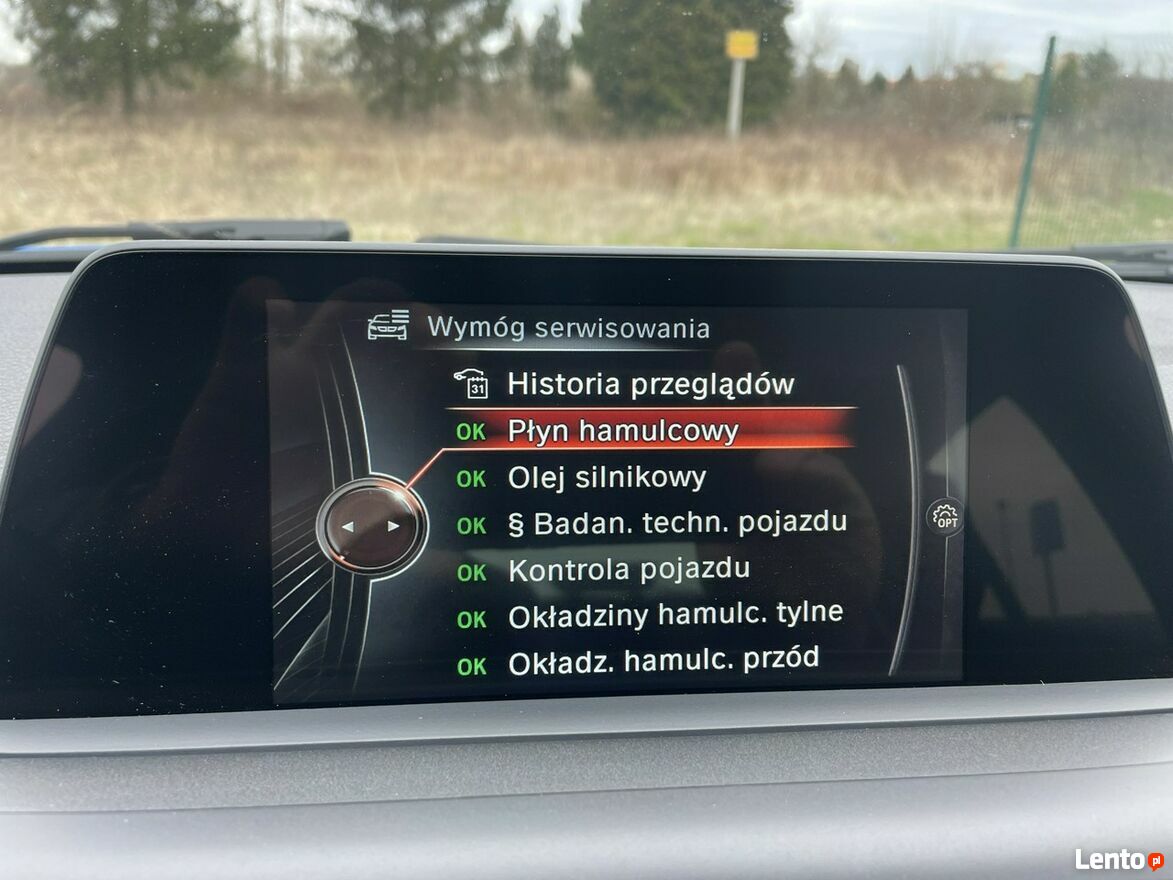 Wymóg serwisowania
31
Historia przeglądów
OK Płyn hamulcowy
OK Olej silnikowy
OK § Badan. techn. pojazdu
OPT
OK Kontrola pojazdu
OK Okładziny hamulc. tylne
OK Okładz. hamulc. przód
Lento.pl